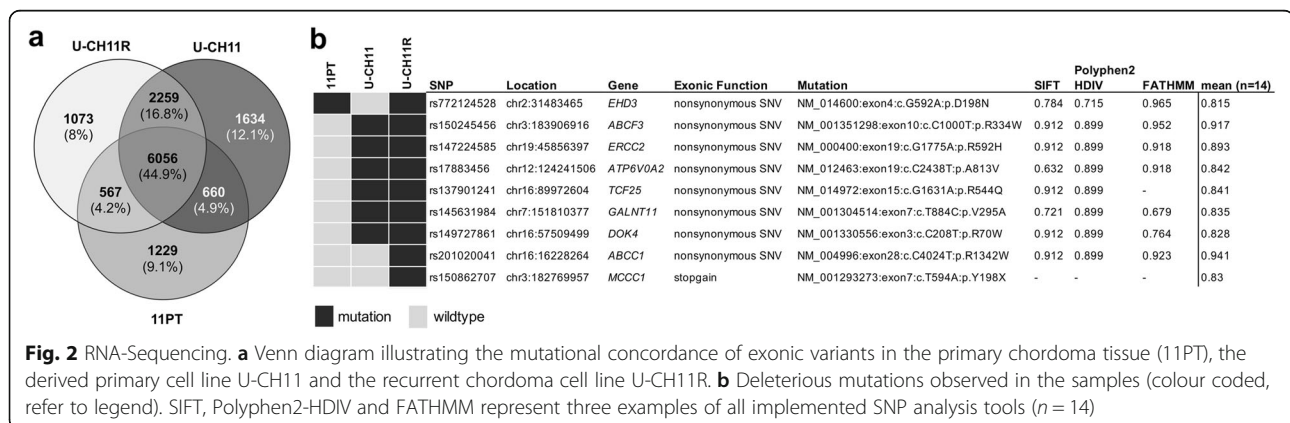 a
U-CH11R
U-CH11
1073
(8%)
2259
(16.8%)
1634
(12.1%)
6056
(44.9%)
567
(4.2%)
660
(4.9%)
1229
(9.1%)
11PT
b
11PT
U-CH11
U-CH11R
Polyphen2
SNP Location Gene Exonic Function Mutation SIFT HDIV FATHMM mean (n=14)
rs772124528 chr2:31483465 EHD3 nonsynonymous SNV NM_014600:exon4:c.G592A:p.D198N 0.784 0.715 0.965 0.815
rs150245456 chr3:183906916 ABCF3 nonsynonymous SNV NM_001351298:exon10:c.C1000T:p.R334W 0.912 0.899 0.952 0.917
rs147224585 chr19:45856397 ERCC2 nonsynonymous SNV NM_000400:exon19:c.G1775A:p.R592H 0.912 0.899 0.918 0.893
rs17883456 chr12:124241506 ATP6V0A2 nonsynonymous SNV NM_012463:exon19:c.C2438T:p.A813V 0.632 0.899 0.918 0.842
rs137901241 chr16:89972604 TCF25 nonsynonymous SNV NM_014972:exon15:c.G1631A:p.R544Q 0.912 0.899 - 0.841
rs145631984 chr7:151810377 GALNT11 nonsynonymous SNV NM_001304514:exon7:c.T884C:p.V295A 0.721 0.899 0.679 0.835
rs149727861 chr16:57509499 DOK4 nonsynonymous SNV NM_001330556:exon3:c.C208T:p.R70W 0.912 0.899 0.764 0.828
rs201020041 chr16:16228264 ABCC1 nonsynonymous SNV NM_004996:exon28:c.C4024T:p.R1342W 0.912 0.899 0.923 0.941
rs150862707 chr3:182769957 MCCC1 stopgain NM_001293273:exon7:c.T594A:p.Y198X - - - 0.83
mutation wildtype
Fig. 2 RNA-Sequencing. a Venn diagram illustrating the mutational concordance of exonic variants in the primary chordoma tissue (11PT), the
derived primary cell line U-CH11 and the recurrent chordoma cell line U-CH11R. b Deleterious mutations observed in the samples (colour coded,
refer to legend). SIFT, Polyphen2-HDIV and FATHMM represent three examples of all implemented SNP analysis tools (n = 14)